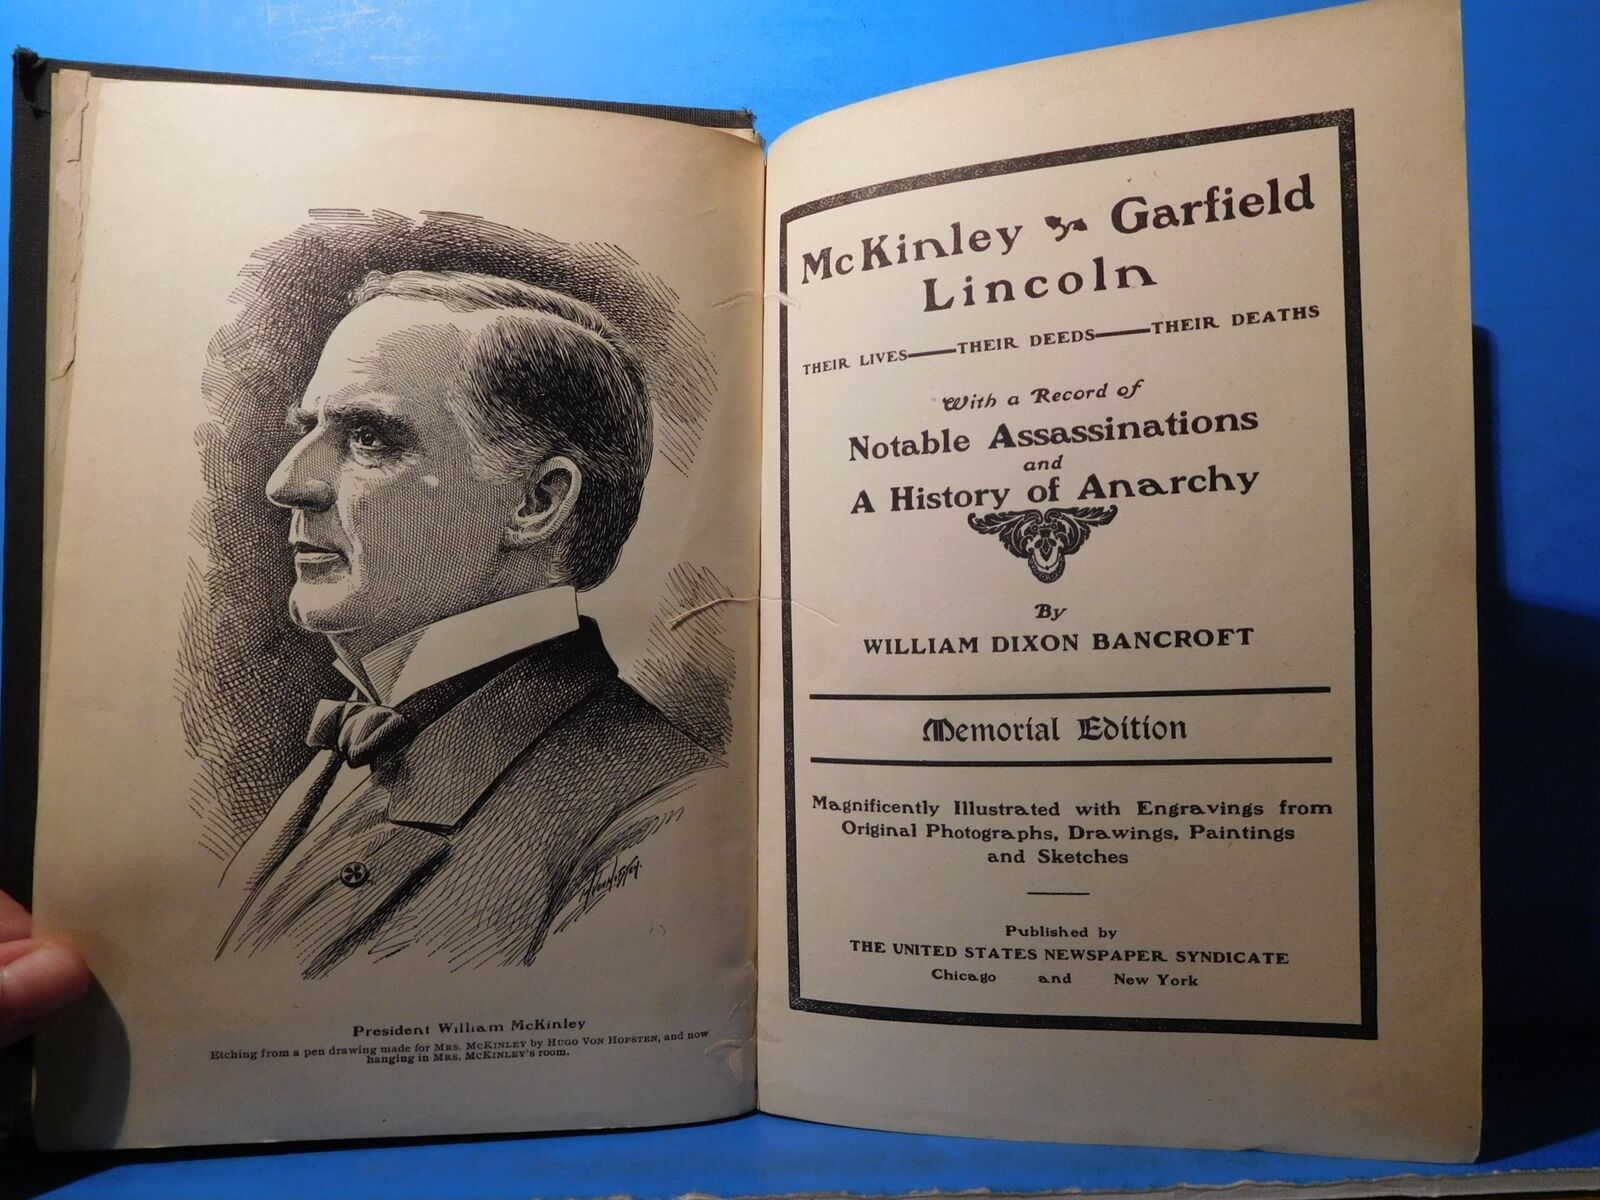 President William McKinley
Etching from a pen drawing made for Mrs. McKinley by Hugo Von Hofsten, and now
hanging in Mrs. McKinley's room.
McKinley Garfield
Lincoln
THEIR LIVES—THEIR DEEDS—THEIR DEATHS
With a Record of
Notable Assassinations
and
A History of Anarchy
By
WILLIAM DIXON BANCROFT
Memorial Edition
Magnificently Illustrated with Engravings from
Original Photographs, Drawings, Paintings
and Sketches
Published by
THE UNITED STATES NEWSPAPER SYNDICATE
Chicago and New York